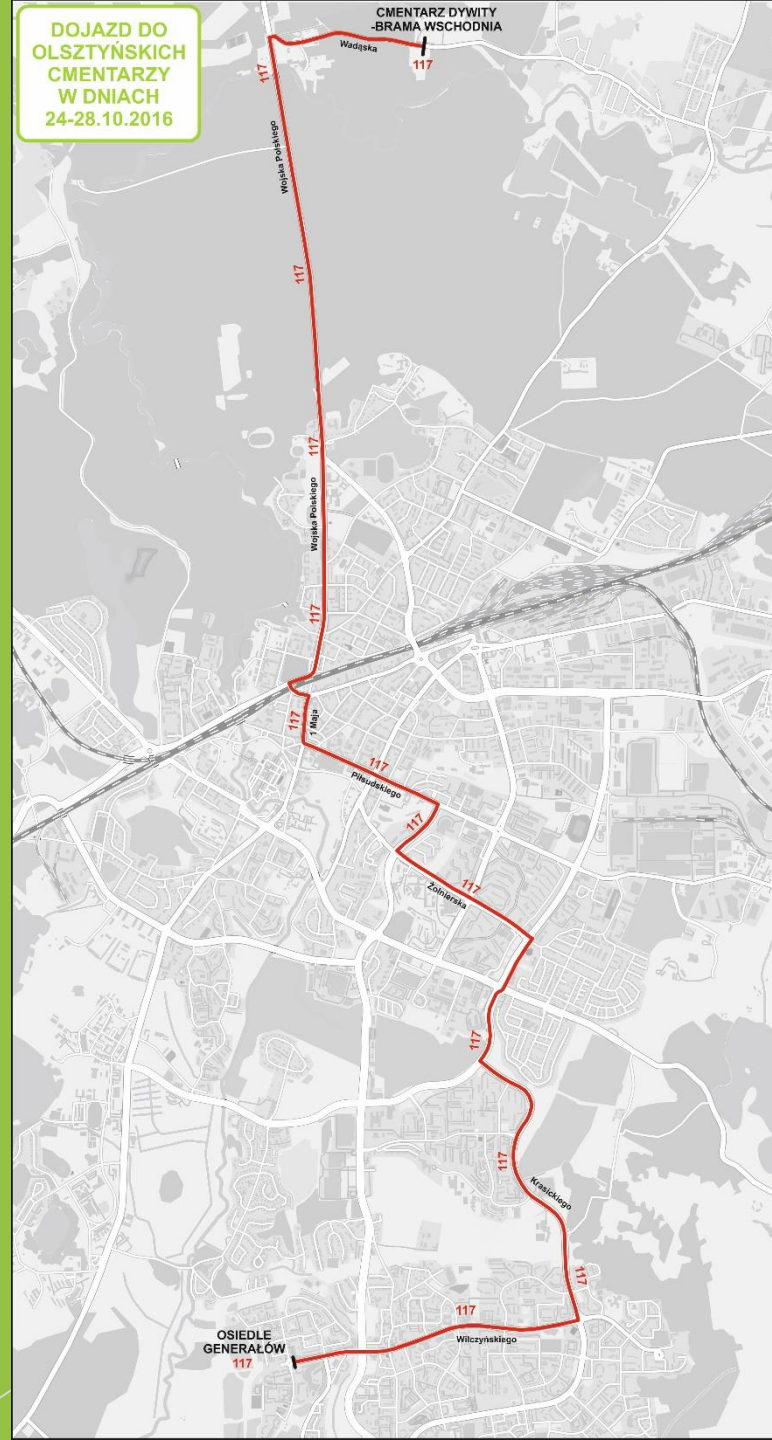 DOJAZD DO
OLSZTYŃSKICH
CMENTARZY
W DNIACH
24-28.10.2016
CMENTARZ DYWITY
-BRAMA WSCHODNIA
Wadąska
117
117
Wojska Polskiego
117
117
Wojska Polskiego
117
117
1 Maja
117
Piłsudskiego
117
117
Żołnierska
117
117
Krasickiego
117
117
Wilczyńskiego
OSIEDLE
GENERAŁÓW
117